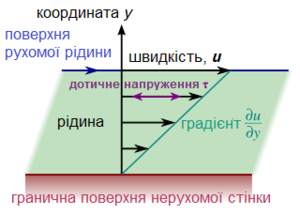 координата y
поверхня
рухомої рідини
швидкість, u
дотичне напруження τ
рідина
градієнт ∂u/∂y
гранична поверхня нерухомої стінки